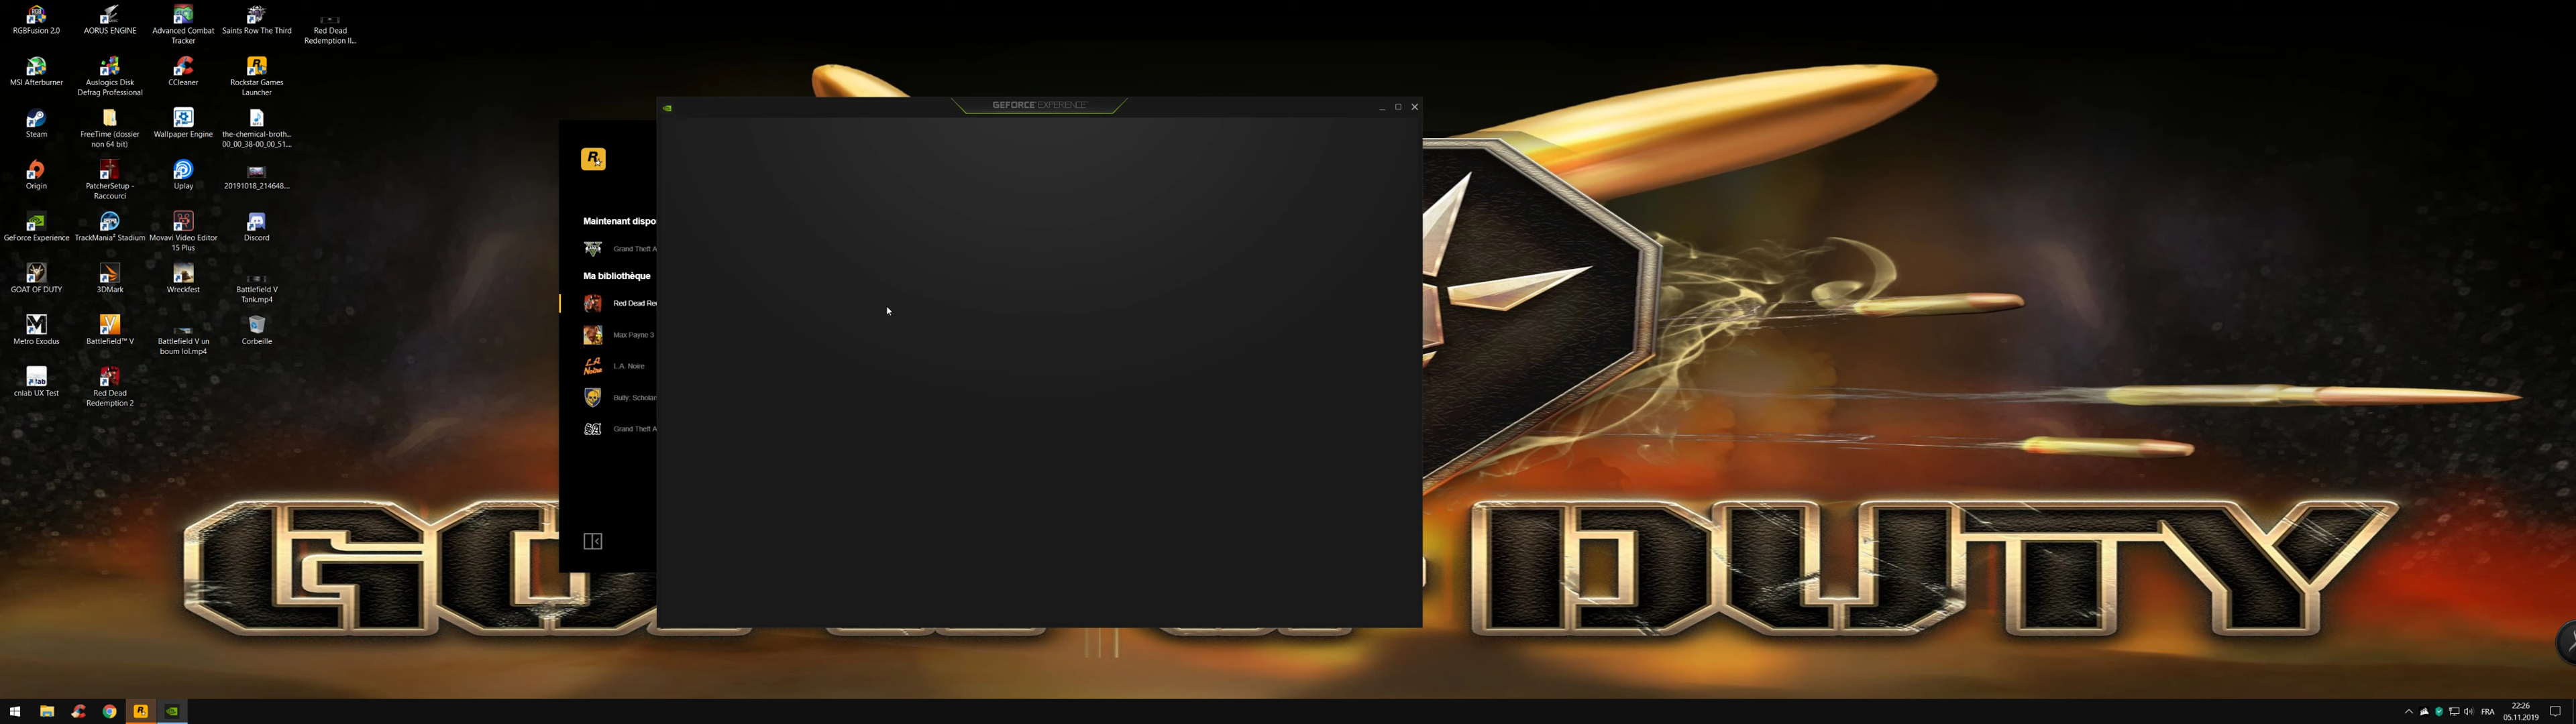 RGBFusion 2.0
AORUS ENGINE
Advanced Combat
Tracker
Saints Row The Third
Red Dead
Redemption II...
MSI Afterburner
Auslogics Disk
Defrag Professional
CCleaner
Rockstar Games
Launcher
Steam
FreeTime (dossier
non 64 bit)
Wallpaper Engine
the-chemical-broth...
00_00_38-00_00_51...
Origin
PatcherSetup -
Raccourci
Uplay
20191018_214648....
GeForce Experience
TrackMania² Stadium
Movavi Video Editor
15 Plus
Discord
GOAT OF DUTY
3DMark
Wreckfest
Battlefield V
Tank.mp4
Metro Exodus
Battlefield™ V
Battlefield V un
boum lol.mp4
Corbeille
cnlab UX Test
Red Dead
Redemption 2
GEFORCE EXPERIENCE
Maintenant dispo
Grand Theft A
Ma bibliothèque
Red Dead Re
Max Payne 3
L.A. Noire
Bully: Scholar
Grand Theft A
DUTY
FRA
22:26
05.11.2019